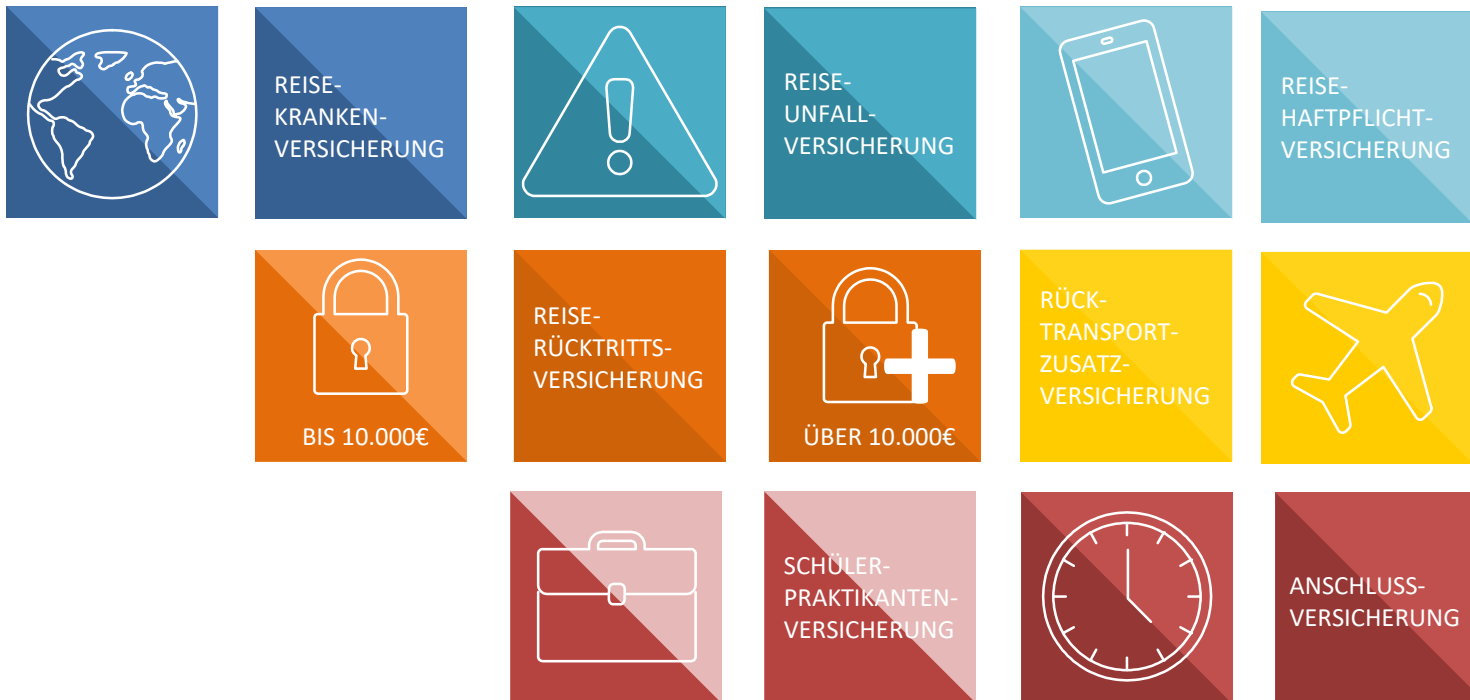 REISE-
KRANKEN-
VERSICHERUNG
REISE-
UNFALL-
VERSICHERUNG
REISE-
HAFTPFLICHT-
VERSICHERUNG
BIS 10.000€
REISE-
RÜCKTRITTS-
VERSICHERUNG
ÜBER 10.000€
RÜCK-
TRANSPORT-
ZUSATZ-
VERSICHERUNG
SCHÜLER-
PRAKTIKANTEN-
VERSICHERUNG
ANSCHLUSS-
VERSICHERUNG